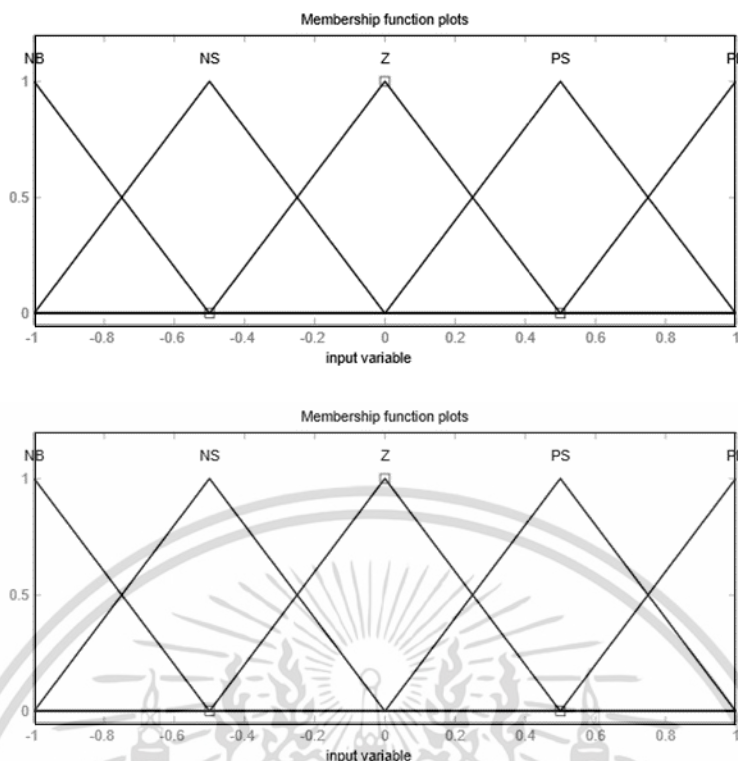 Membership function plots
NB NS Z PS P
1
0.5
0
-1 -0.8 -0.6 -0.4 -0.2 0 0.2 0.4 0.6 0.8 1
input variable
Membership function plots
NB NS Z PS P
1
0.5
0
-1 -0.8 -0.6 -0.4 -0.2 0 0.2 0.4 0.6 0.8 1
input variable